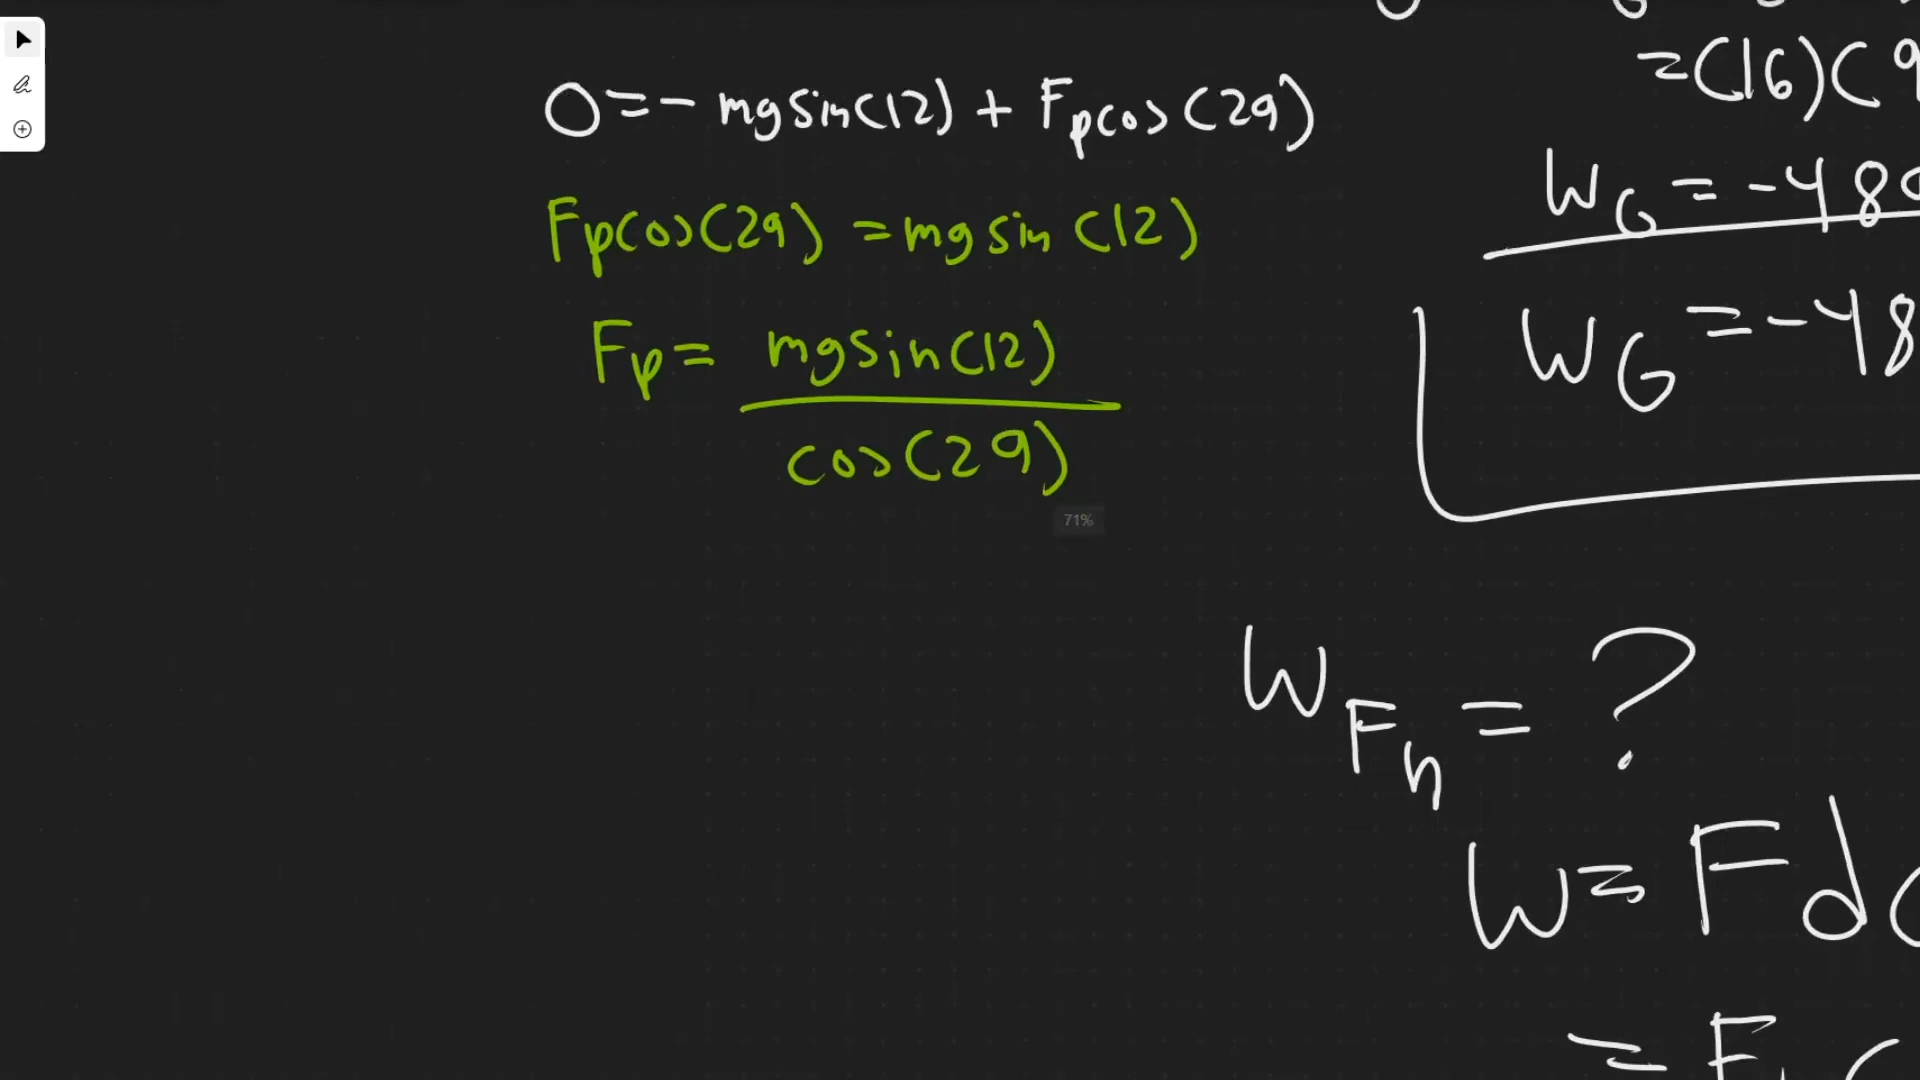 0 = - mg sin(12) + Fp cos(29)
Fp cos(29) = mg sin(12)
Fp = mg sin(12)
cos(29)
71%
= (16)(9
WG = -480
WG = -48
WFn = ?
W = Fd
= F